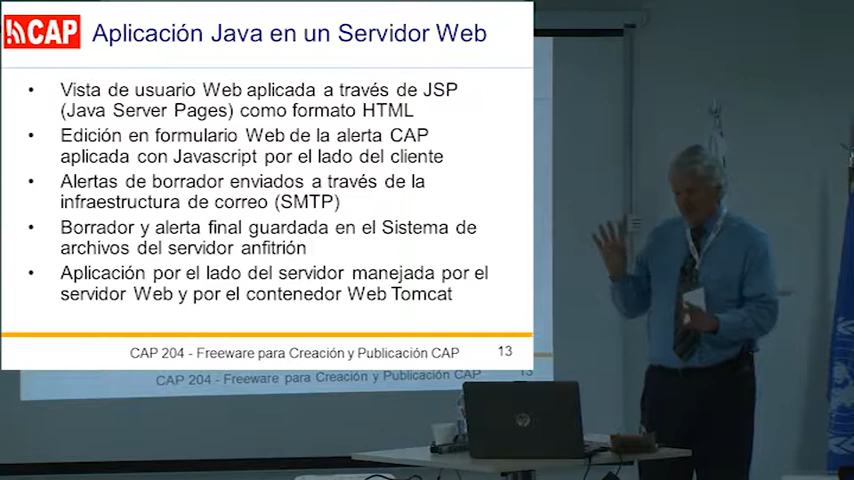 CAP
Aplicación Java en un Servidor Web
• Vista de usuario Web aplicada a través de JSP
(Java Server Pages) como formato HTML
• Edición en formulario Web de la alerta CAP
aplicada con Javascript por el lado del cliente
• Alertas de borrador enviados a través de la
infraestructura de correo (SMTP)
• Borrador y alerta final guardada en el Sistema de
archivos del servidor anfitrión
• Aplicación por el lado del servidor manejada por el
servidor Web y por el contenedor Web Tomcat
CAP 204 - Freeware para Creación y Publicación CAP 13
CAP 204 - Freeware para Creación y Publicación CAP 13
hp